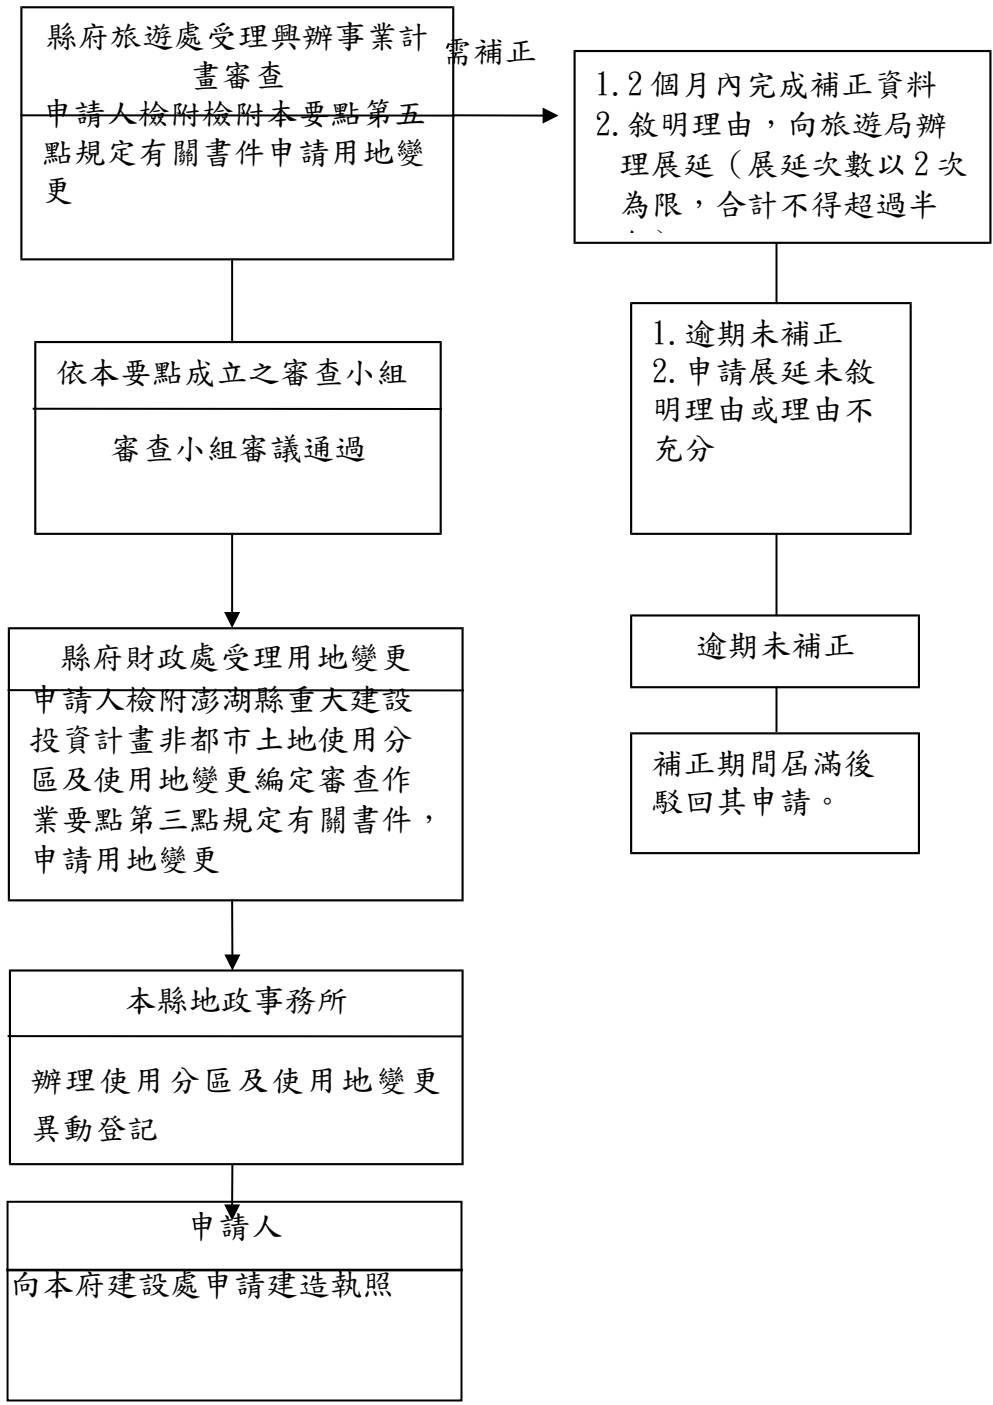 縣府旅遊處受理興辦事業計
畫審查
申請人檢附檢附本要點第五
點規定有關書件申請用地變
更
需補正
1.2個月內完成補正資料
2.敘明理由，向旅遊局辦
理展延（展延次數以2次
為限，合計不得超過半
依本要點成立之審查小組
審查小組審議通過
1.逾期未補正
2.申請展延未敘
明理由或理由不
充分
縣府財政處受理用地變更
申請人檢附澎湖縣重大建設
投資計畫非都市土地使用分
區及使用地變更編定審查作
業要點第三點規定有關書件，
申請用地變更
逾期未補正
補正期間屆滿後
駁回其申請。
本縣地政事務所
辦理使用分區及使用地變更
異動登記
申請人
向本府建設處申請建造執照